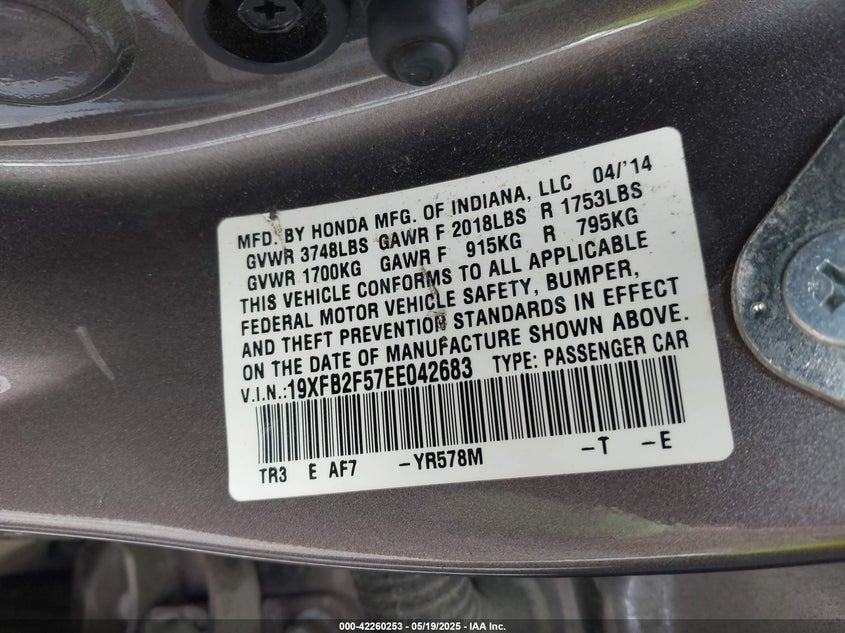 MFD. BY HONDA MFG. OF INDIANA, LLC 04/'14
GVWR 3748LBS GAWR F 2018LBS R 1753LBS
GVWR 1700KG GAWR F 915KG R 795KG
THIS VEHICLE CONFORMS TO ALL APPLICABLE
FEDERAL MOTOR VEHICLE SAFETY, BUMPER,
AND THEFT PREVENTION STANDARDS IN EFFECT
ON THE DATE OF MANUFACTURE SHOWN ABOVE.
V.I.N.:19XFB2F57EE042683 TYPE: PASSENGER CAR
TR3 E AF7 -YR578M -T -E
000-42260253 - 05/19/2025 - IAA Inc.